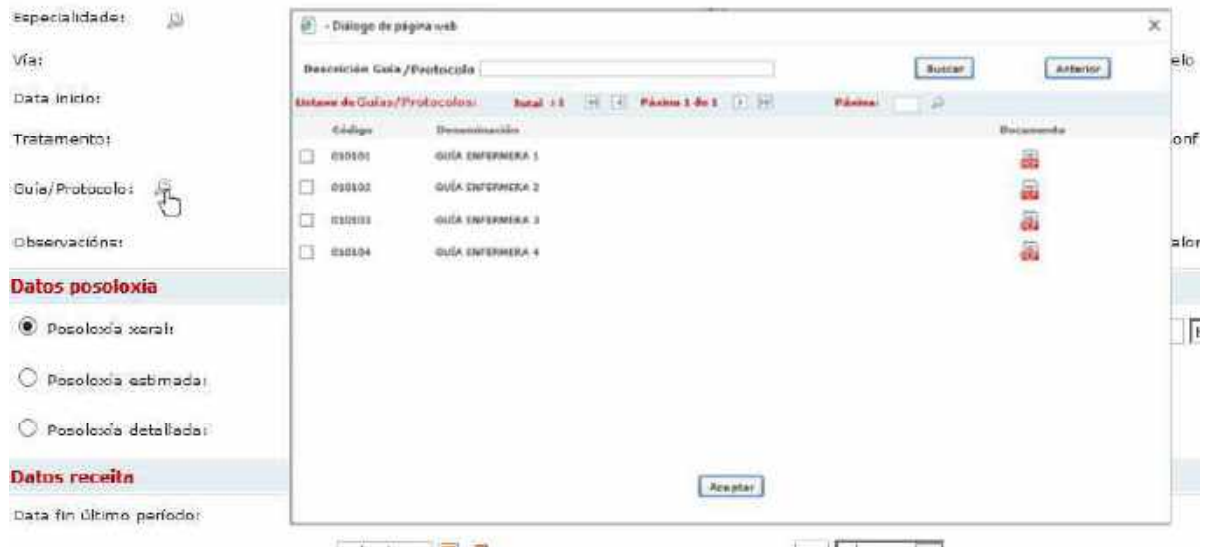 Especialidade:
Vía:
Data inicio:
Tratamento:
Guía/Protocolo:
Observacións:
Datos posoloxía
Posoloxía xeral:
Posoloxía estimada:
Posoloxía detallada:
Datos receita
Data fin último período:
- Diálogo de página web
Descrición Guía /Protocolo
Buscar
Anterior
Listaxe de Guías/Protocolos:
Total :
Páxina 1 de 1
Páxina:
Código Denominación Documento
010101 GUÍA ENFERMERA 1
010102 GUÍA ENFERMERA 2
010103 GUÍA ENFERMERA 3
010104 GUÍA ENFERMERA 4
Aceptar
elo
onf
alor